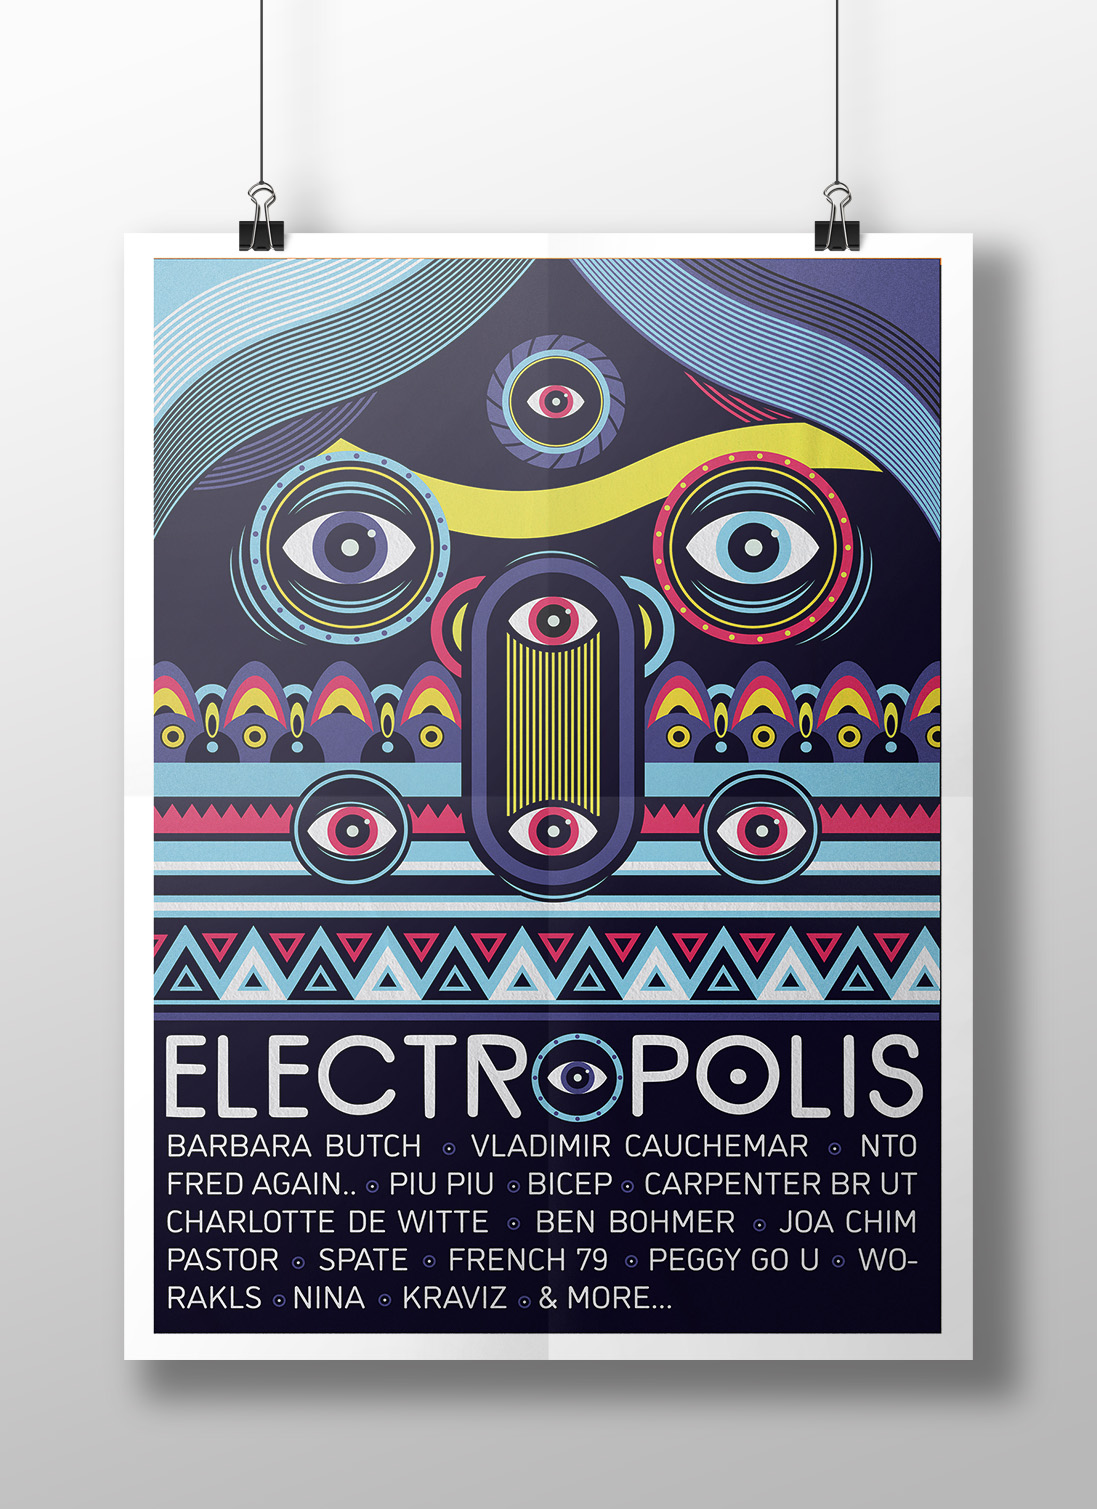 ELECTROPOLIS
BARBARA BUTCH ⊙ VLADIMIR CAUCHEMAR ⊙ NTO
FRED AGAIN.. ⊙ PIU PIU ⊙ BICEP ⊙ CARPENTER BR UT
CHARLOTTE DE WITTE ⊙ BEN BOHMER ⊙ JOA CHIM
PASTOR ⊙ SPATE ⊙ FRENCH 79 ⊙ PEGGY GO U ⊙ WO-
RAKLS ⊙ NINA ⊙ KRAVIZ ⊙ & MORE...